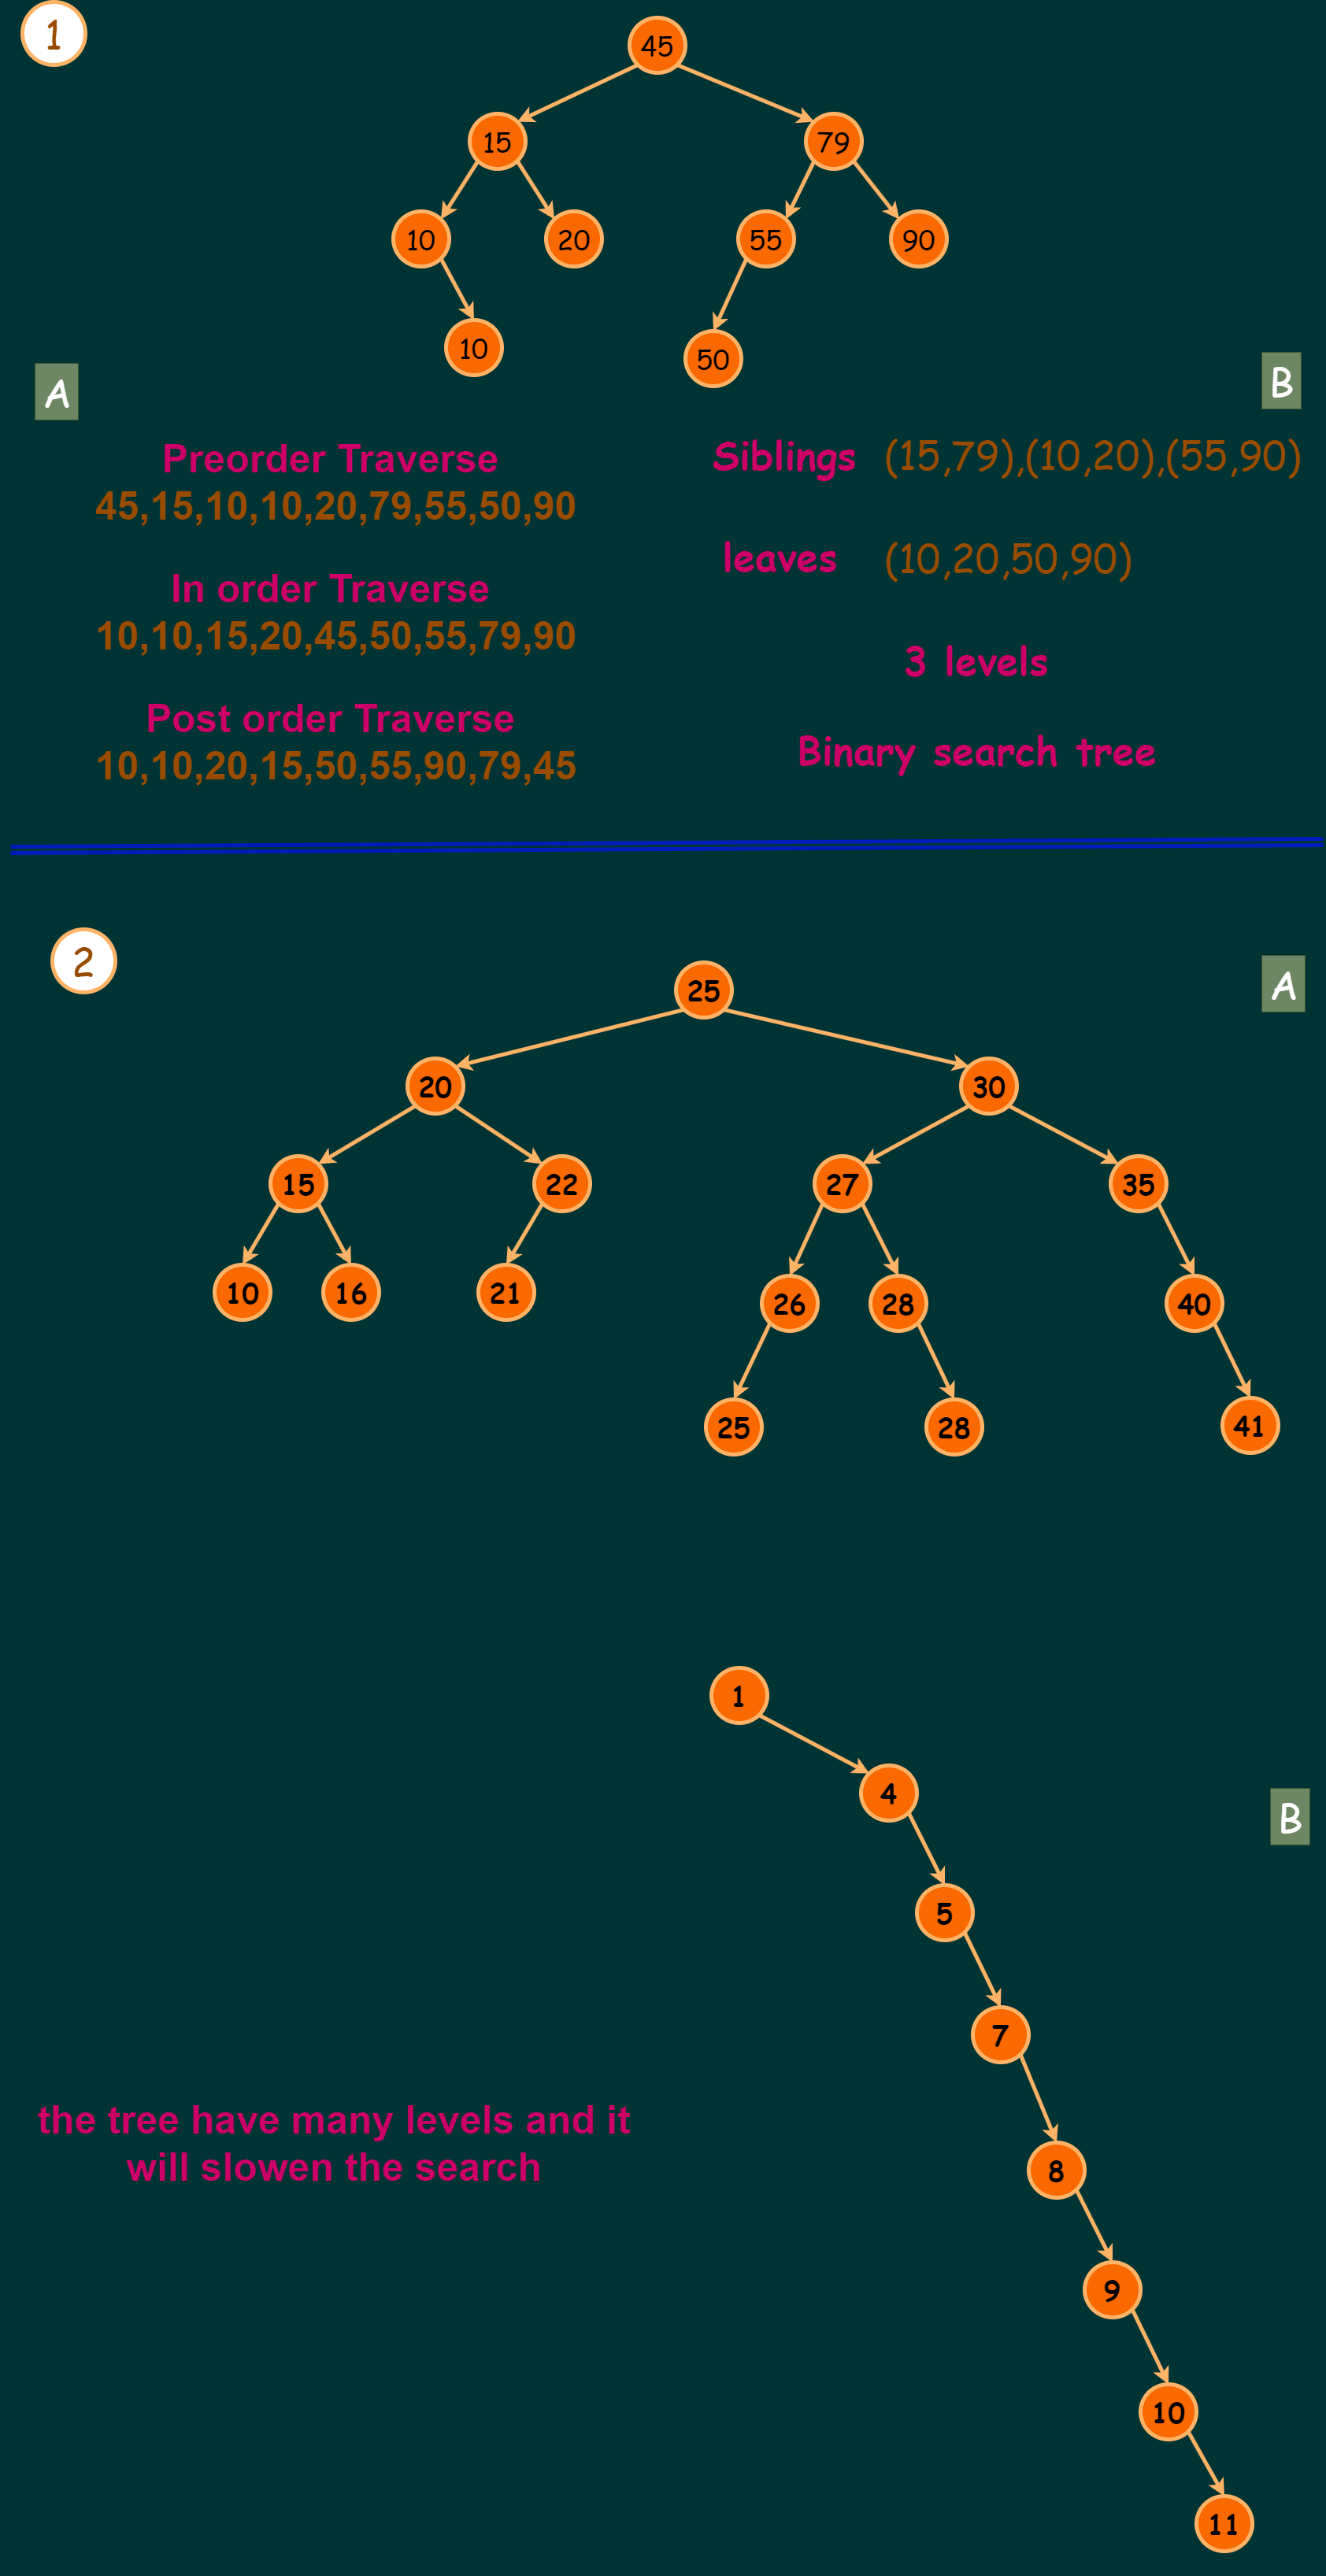 1
45
15
79
10
20
55
90
10
50
A
B
Preorder Traverse
45,15,10,10,20,79,55,50,90
In order Traverse
10,10,15,20,45,50,55,79,90
Post order Traverse
10,10,20,15,50,55,90,79,45
Siblings (15,79),(10,20),(55,90)
leaves (10,20,50,90)
3 levels
Binary search tree
2
A
25
20
30
15
22
27
35
10
16
21
26
28
40
25
28
41
B
1
4
5
7
8
9
10
11
the tree have many levels and it
will slowen the search